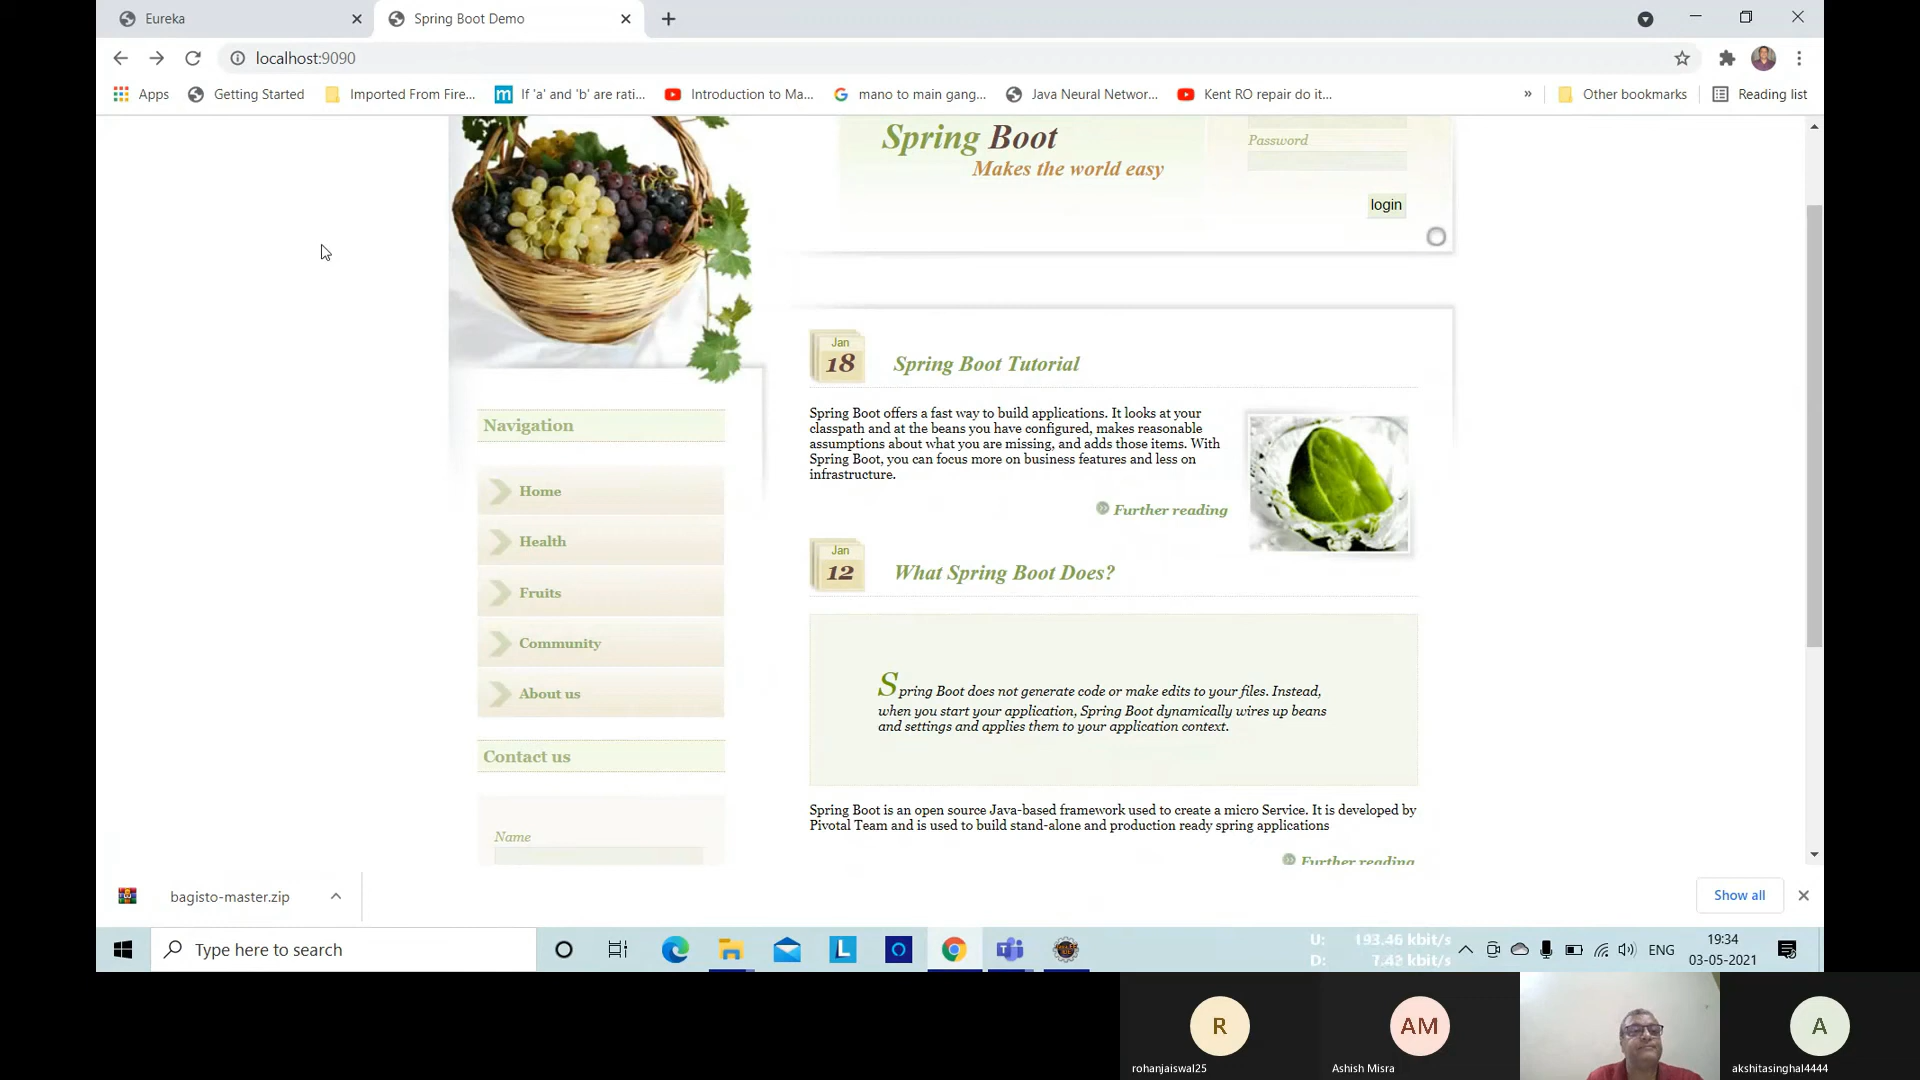 Eureka
Spring Boot Demo
localhost:9090
Apps
Getting Started
Imported From Fire...
If 'a' and 'b' are rati...
Introduction to Ma...
mano to main gang...
Java Neural Networ...
Kent RO repair do it...
»
Other bookmarks
Reading list
Spring Boot
Makes the world easy
Password
login
Jan
18
Spring Boot Tutorial
Spring Boot offers a fast way to build applications. It looks at your
classpath and at the beans you have configured, makes reasonable
assumptions about what you are missing, and adds those items. With
Spring Boot, you can focus more on business features and less on
infrastructure.
Further reading
Jan
12
What Spring Boot Does?
Spring Boot does not generate code or make edits to your files. Instead,
when you start your application, Spring Boot dynamically wires up beans
and settings and applies them to your application context.
Spring Boot is an open source Java-based framework used to create a micro Service. It is developed by
Pivotal Team and is used to build stand-alone and production ready spring applications
Further reading
Navigation
Home
Health
Fruits
Community
About us
Contact us
Name
bagisto-master.zip
Show all
Type here to search
U: 193.46 kbit/s
D: 7.42 kbit/s
ENG
19:34
03-05-2021
R
rohanjaiswal25
AM
Ashish Misra
A
akshitasinghal4444